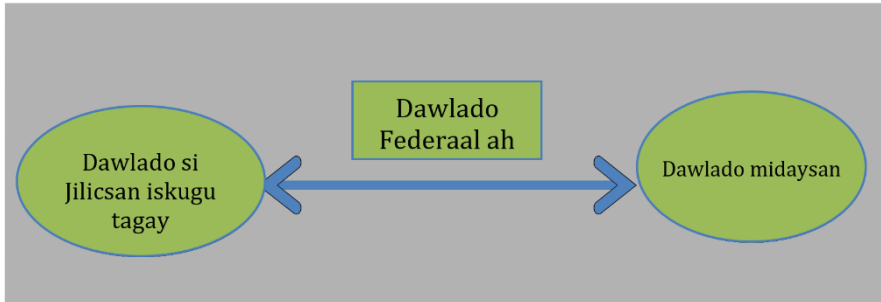 Dawlado
Federaal ah
Dawlado si
Jilicsan iskugu
tagay
Dawlado midaysan